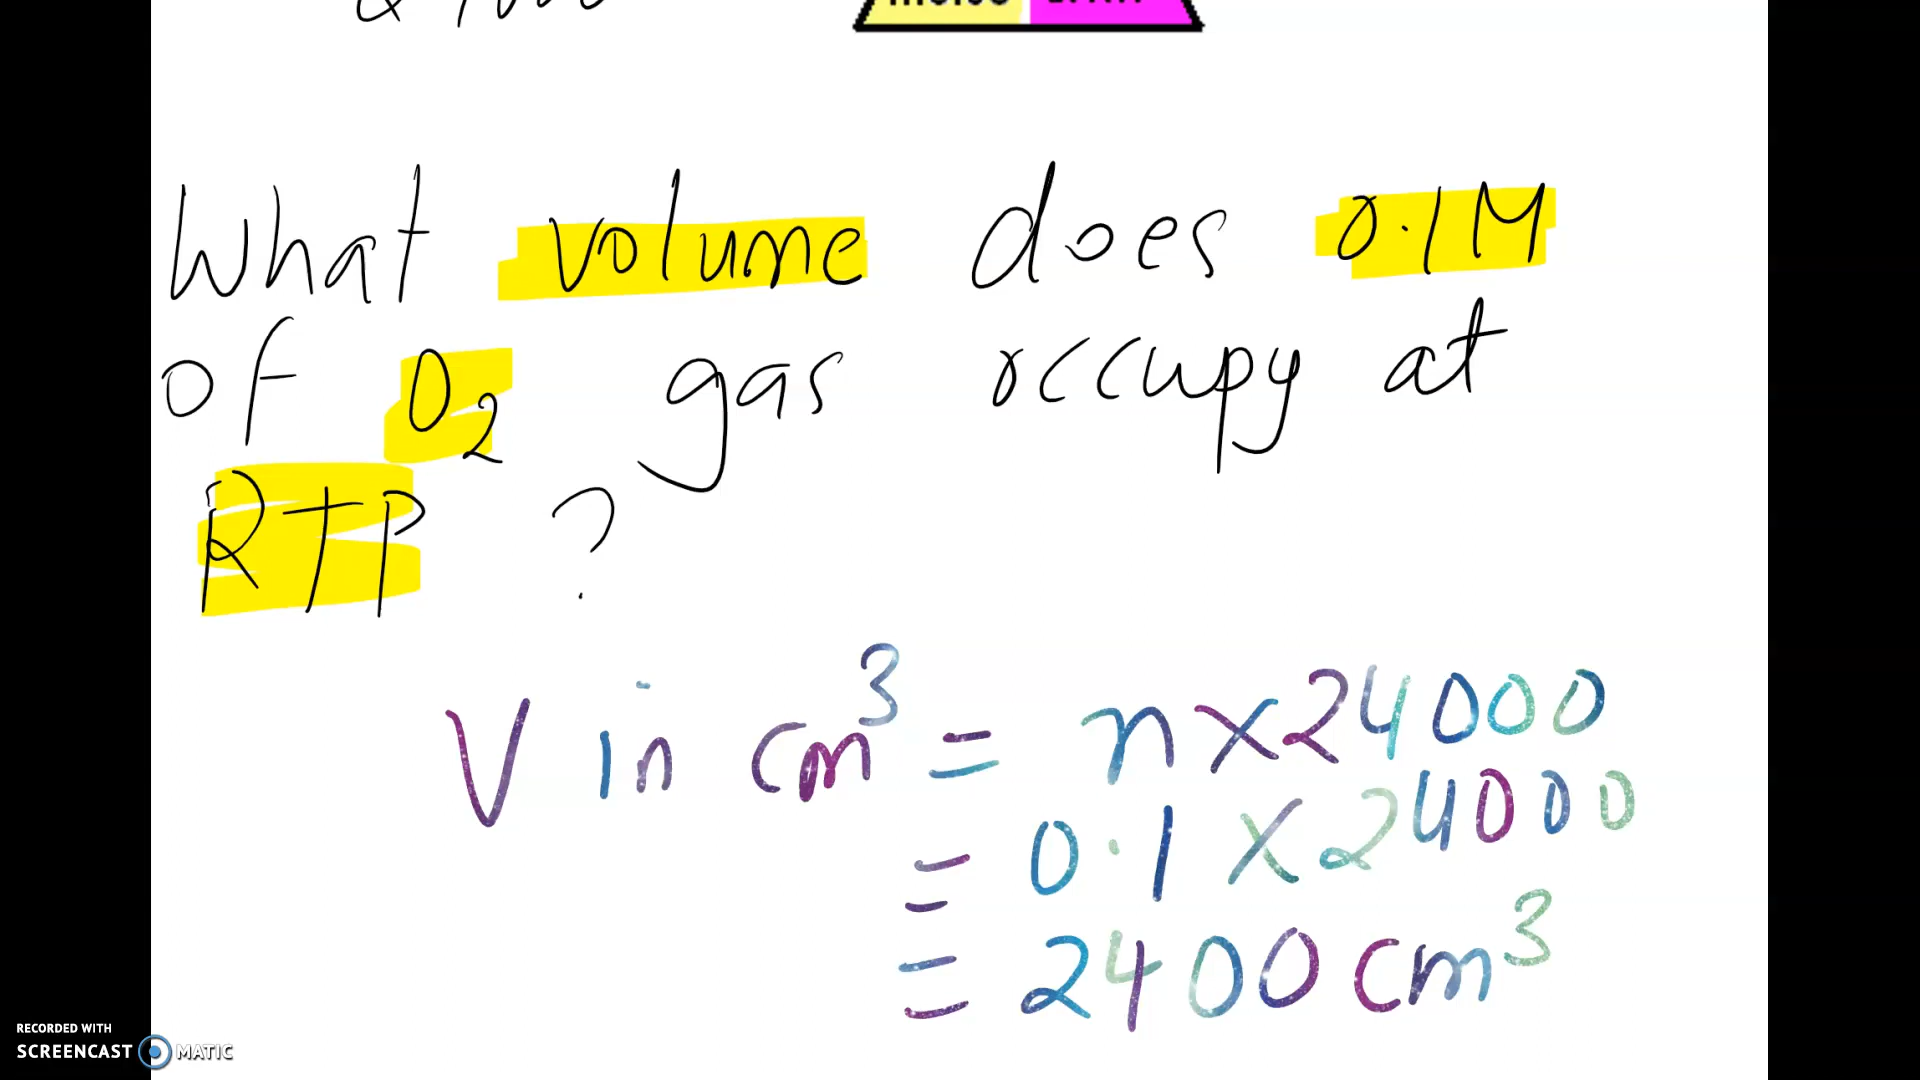 What volume does 0.1M
of O₂ gas occupy at
RTP ?
V in cm³ = n x 24000
= 0.1 x 24000
= 2400 cm³
RECORDED WITH
SCREENCAST MATIC